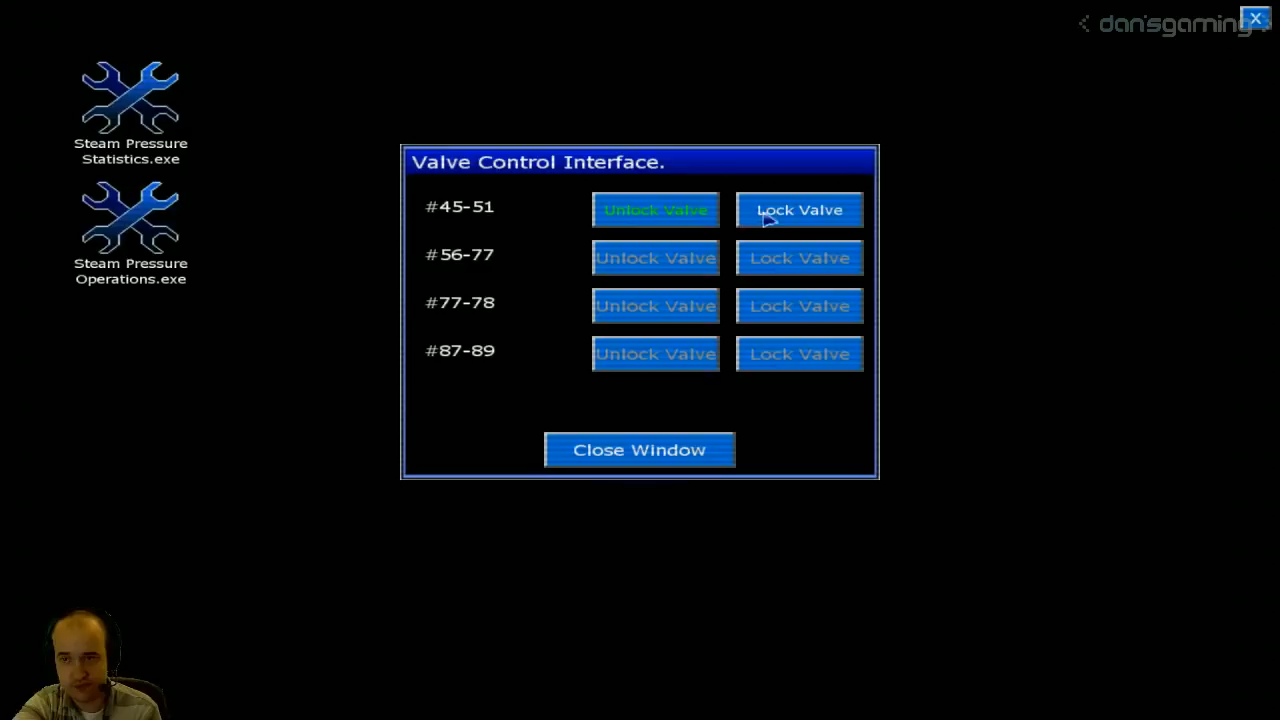 < dan'sgaming >
X
Steam Pressure
Statistics.exe
Steam Pressure
Operations.exe
Valve Control Interface.
#45-51 Unlock Valve Lock Valve
#56-77 Unlock Valve Lock Valve
#77-78 Unlock Valve Lock Valve
#87-89 Unlock Valve Lock Valve
Close Window